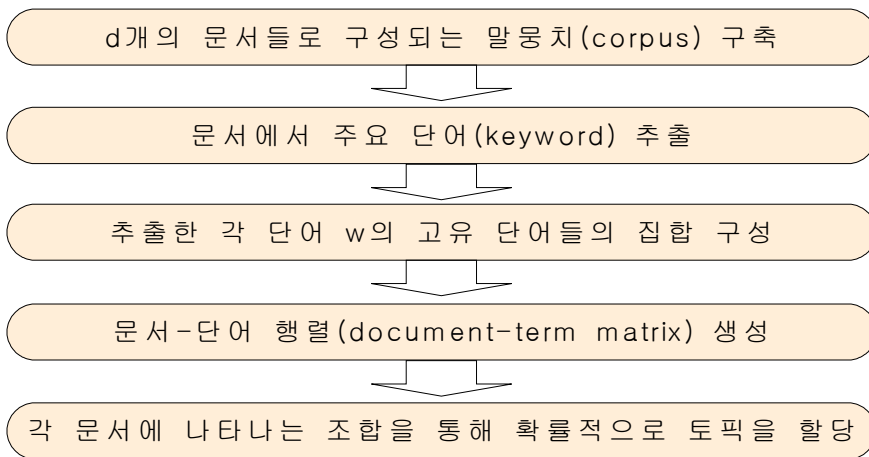 d개의 문서들로 구성되는 말뭉치(corpus) 구축
문서에서 주요 단어(keyword) 추출
추출한 각 단어 w의 고유 단어들의 집합 구성
문서-단어 행렬(document-term matrix) 생성
각 문서에 나타나는 조합을 통해 확률적으로 토픽을 할당